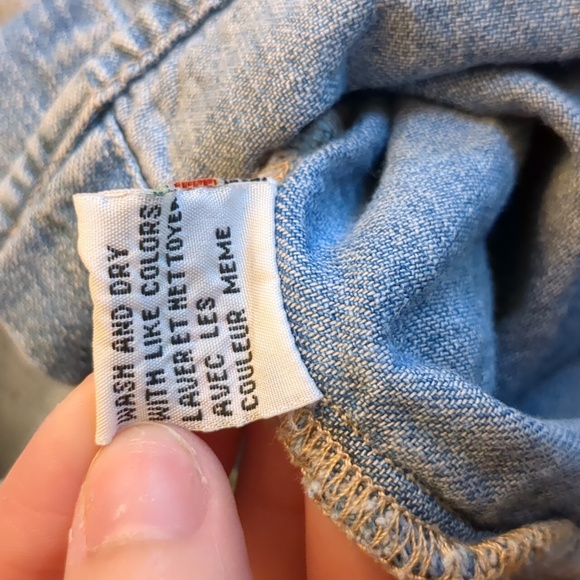 WASH AND DRY
WITH LIKE COLORS
LAVER ET NETTOYER
AVEC LES
COULEUR MEME